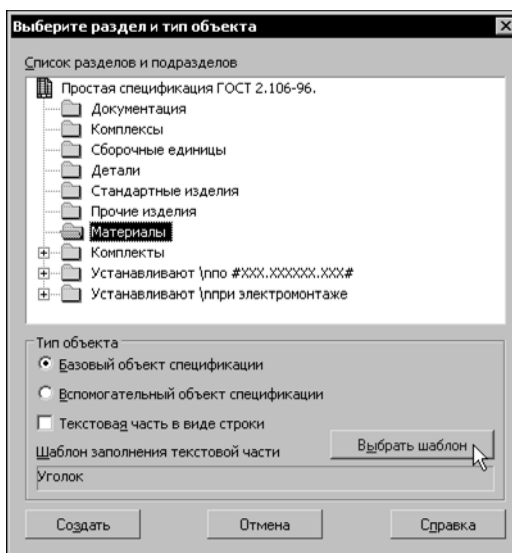 Выберите раздел и тип объекта
Список разделов и подразделов
Простая спецификация ГОСТ 2.106-96.
Документация
Комплексы
Сборочные единицы
Детали
Стандартные изделия
Прочие изделия
Материалы
Комплекты
Устанавливают \nпо #XXX.XXXXXX.XXX#
Устанавливают \nпри электромонтаже
Тип объекта
Базовый объект спецификации
Вспомогательный объект спецификации
Текстовая часть в виде строки
Шаблон заполнения текстовой части
Выбрать шаблон
Уголок
Создать Отмена Справка